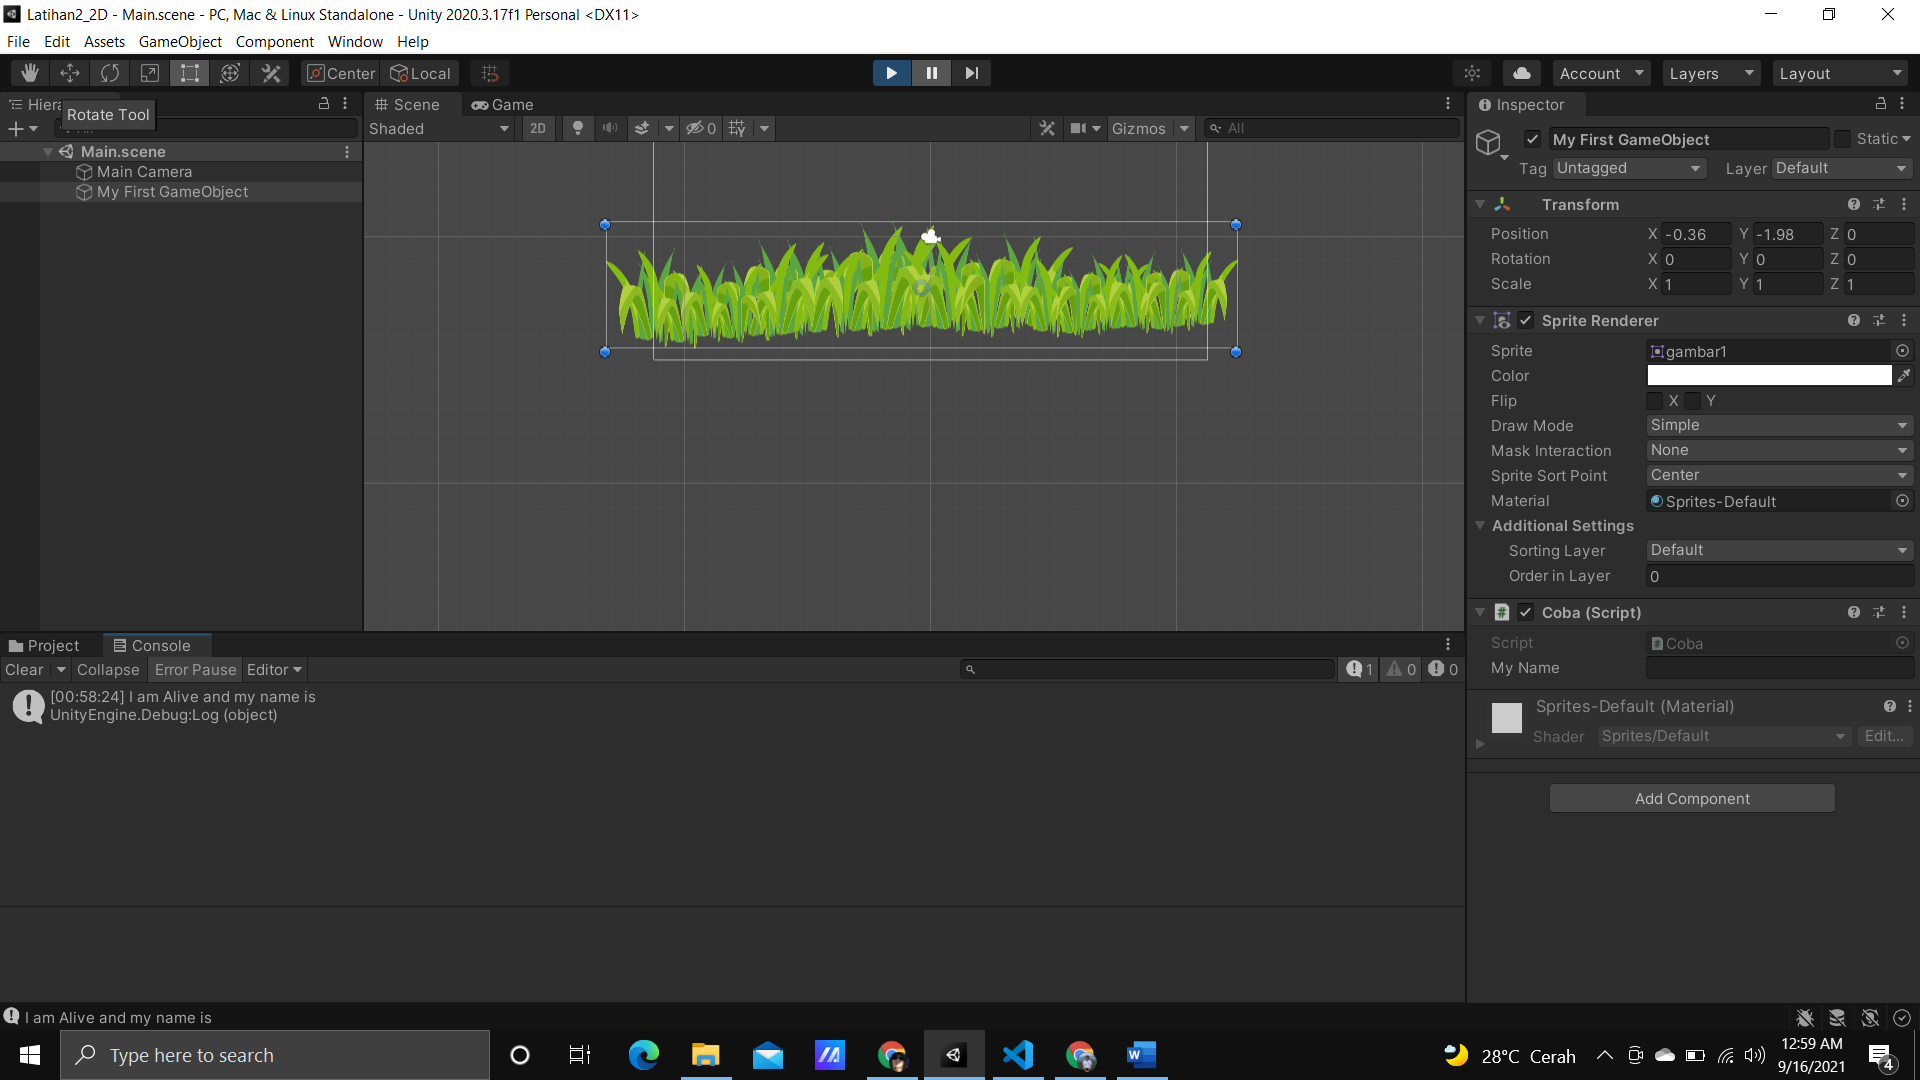 Latihan2_2D - Main.scene - PC, Mac & Linux Standalone - Unity 2020.3.17f1 Personal <DX11>
File Edit Assets GameObject Component Window Help
Center Local Account Layers Layout
Hiera
Rotate Tool
Scene Game
Inspector
Shaded 2D 0 Gizmos All
My First GameObject Static
Tag Untagged Layer Default
Main.scene
Main Camera
My First GameObject
Transform
Position X -0.36 Y -1.98 Z 0
Rotation X 0 Y 0 Z 0
Scale X 1 Y 1 Z 1
Sprite Renderer
Sprite gambar1
Color
Flip X Y
Draw Mode Simple
Mask Interaction None
Sprite Sort Point Center
Material Sprites-Default
Additional Settings
Sorting Layer Default
Order in Layer 0
Coba (Script)
Script Coba
My Name
Sprites-Default (Material)
Shader Sprites/Default Edit...
Add Component
Project Console
Clear Collapse Error Pause Editor 1 0 0
[00:58:24] I am Alive and my name is
UnityEngine.Debug:Log (object)
I am Alive and my name is
Type here to search
28°C Cerah
12:59 AM
9/16/2021
4